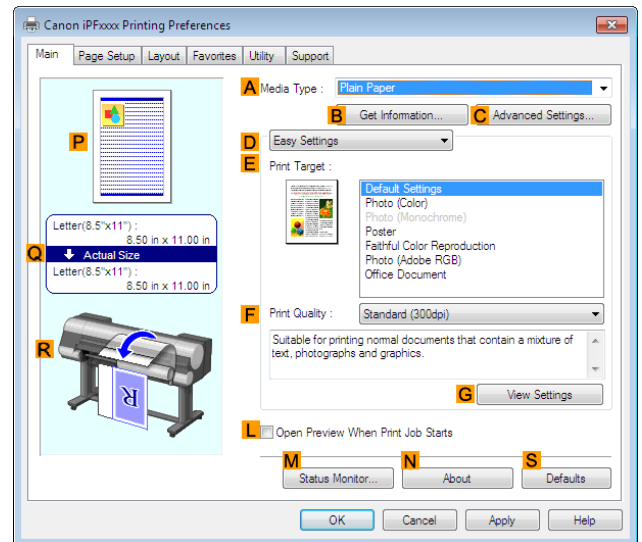 Canon iPFxxxx Printing Preferences
Main Page Setup Layout Favorites Utility Support
A Media Type : Plain Paper
B Get Information... C Advanced Settings...
D Easy Settings
E Print Target :
Default Settings
Photo (Color)
Photo (Monochrome)
Poster
Faithful Color Reproduction
Photo (Adobe RGB)
Office Document
F Print Quality : Standard (300dpi)
Suitable for printing normal documents that contain a mixture of
text, photographs and graphics.
G View Settings
P
Letter(8.5"x11") :
8.50 in x 11.00 in
Q Actual Size
Letter(8.5"x11") :
8.50 in x 11.00 in
R
R
L Open Preview When Print Job Starts
M Status Monitor... N About S Defaults
OK Cancel Apply Help